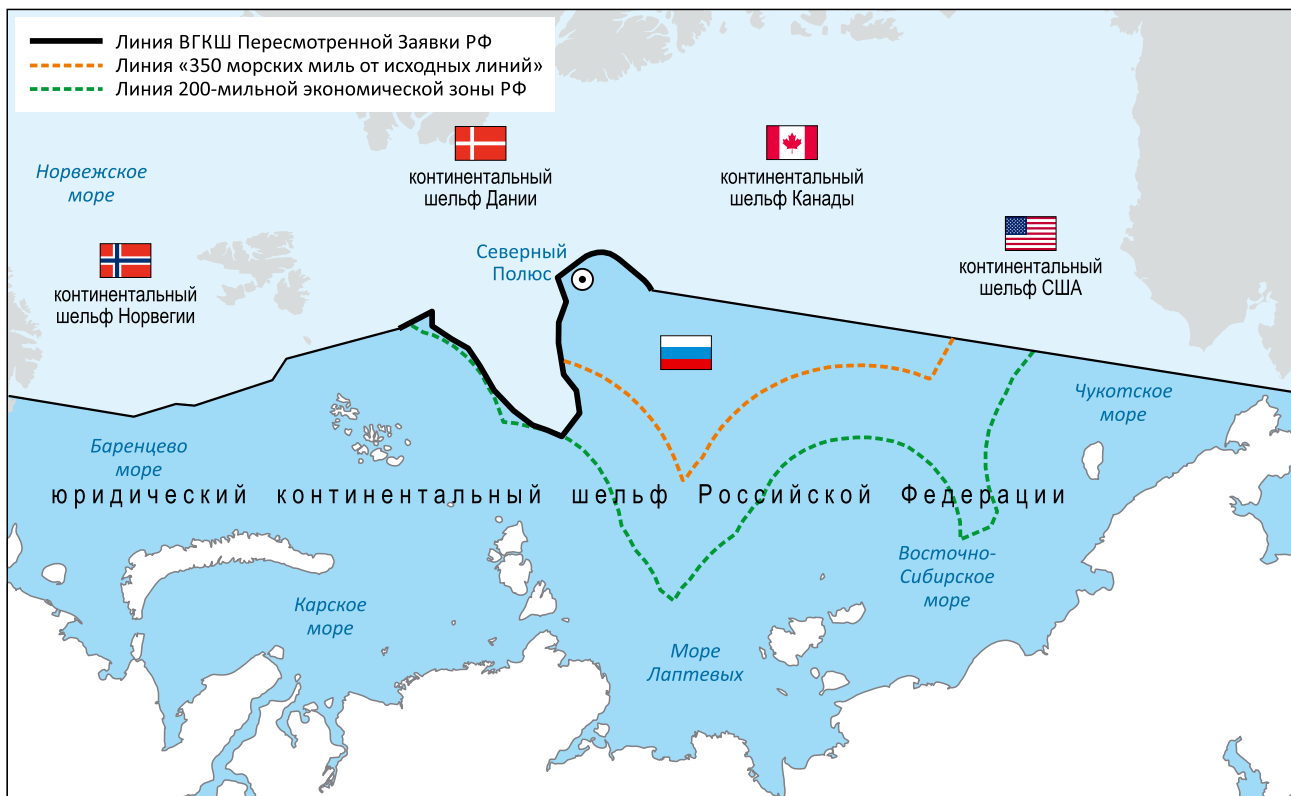 Линия ВГКШ Пересмотренной Заявки РФ
Линия «350 морских миль от исходных линий»
Линия 200-мильной экономической зоны РФ
Норвежское
море
континентальный
шельф Дании
континентальный
шельф Канады
континентальный
шельф Норвегии
Северный
Полюс
континентальный
шельф США
Чукотское
море
Баренцево
море
юридический континентальный шельф Российской Федерации
Восточно-
Сибирское
море
Карское
море
Море
Лаптевых